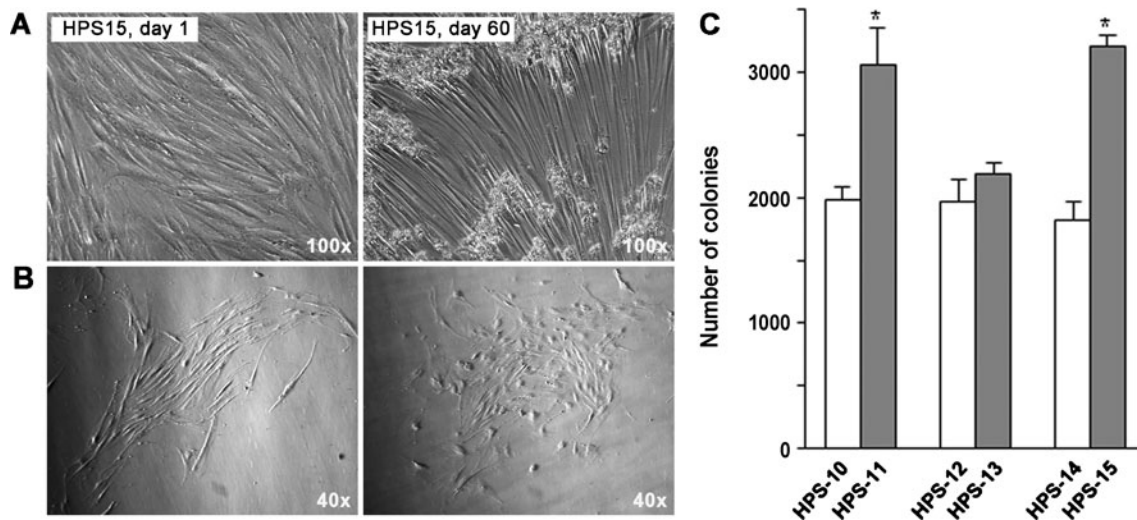 A
HPS15, day 1
100x
HPS15, day 60
100x
B
40x
40x
C
Number of colonies
3000
2000
1000
0
*
*
HPS-10
HPS-11
HPS-12
HPS-13
HPS-14
HPS-15